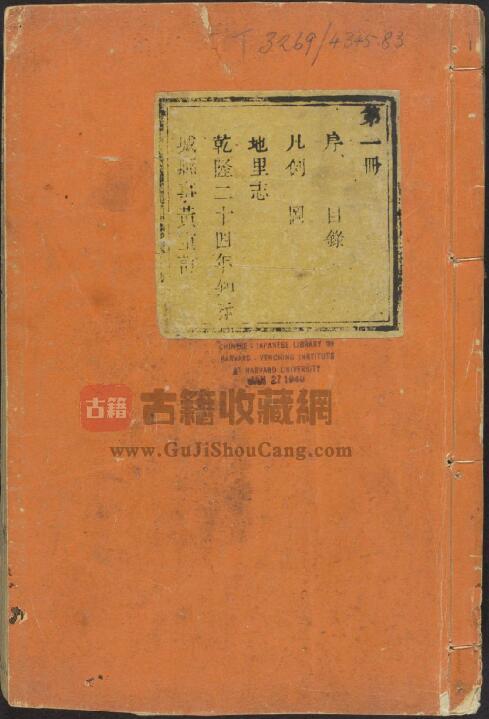 3269/4345.83
第一冊
序 目錄
凡例 圖
地里志
乾隆二十四年
CHINESE-JAPANESE LIBRARY OF
HARVARD-YENCHING INSTITUTE
AT HARVARD UNIVERSITY
JAN 27 1940
古籍 古籍收藏網
www.GuJiShouCang.com